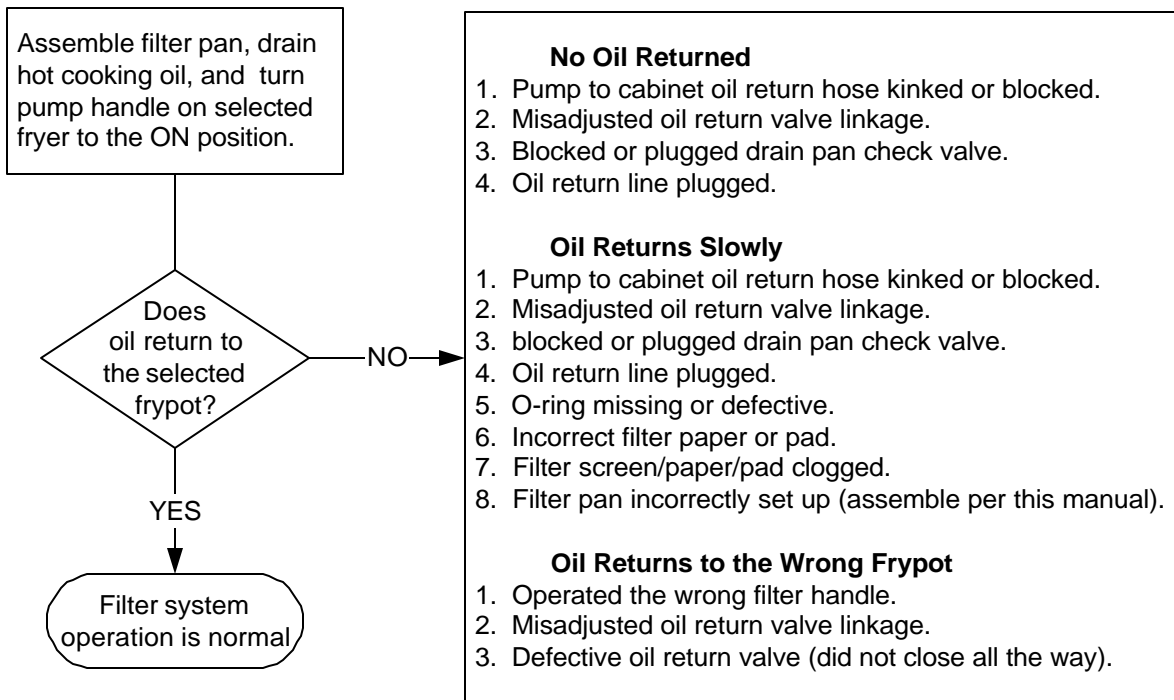 Assemble filter pan, drain
hot cooking oil, and turn
pump handle on selected
fryer to the ON position.
Does
oil return to
the selected
frypot?
NO
YES
Filter system
operation is normal
No Oil Returned
1. Pump to cabinet oil return hose kinked or blocked.
2. Misadjusted oil return valve linkage.
3. Blocked or plugged drain pan check valve.
4. Oil return line plugged.
Oil Returns Slowly
1. Pump to cabinet oil return hose kinked or blocked.
2. Misadjusted oil return valve linkage.
3. blocked or plugged drain pan check valve.
4. Oil return line plugged.
5. O-ring missing or defective.
6. Incorrect filter paper or pad.
7. Filter screen/paper/pad clogged.
8. Filter pan incorrectly set up (assemble per this manual).
Oil Returns to the Wrong Frypot
1. Operated the wrong filter handle.
2. Misadjusted oil return valve linkage.
3. Defective oil return valve (did not close all the way).